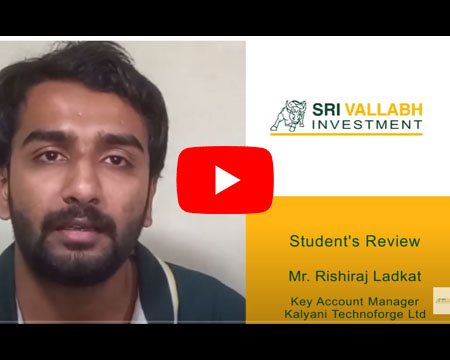 SRI VALLABH
INVESTMENT
Student's Review
Mr. Rishiraj Ladkat
Key Account Manager
Kalyani Technoforge Ltd